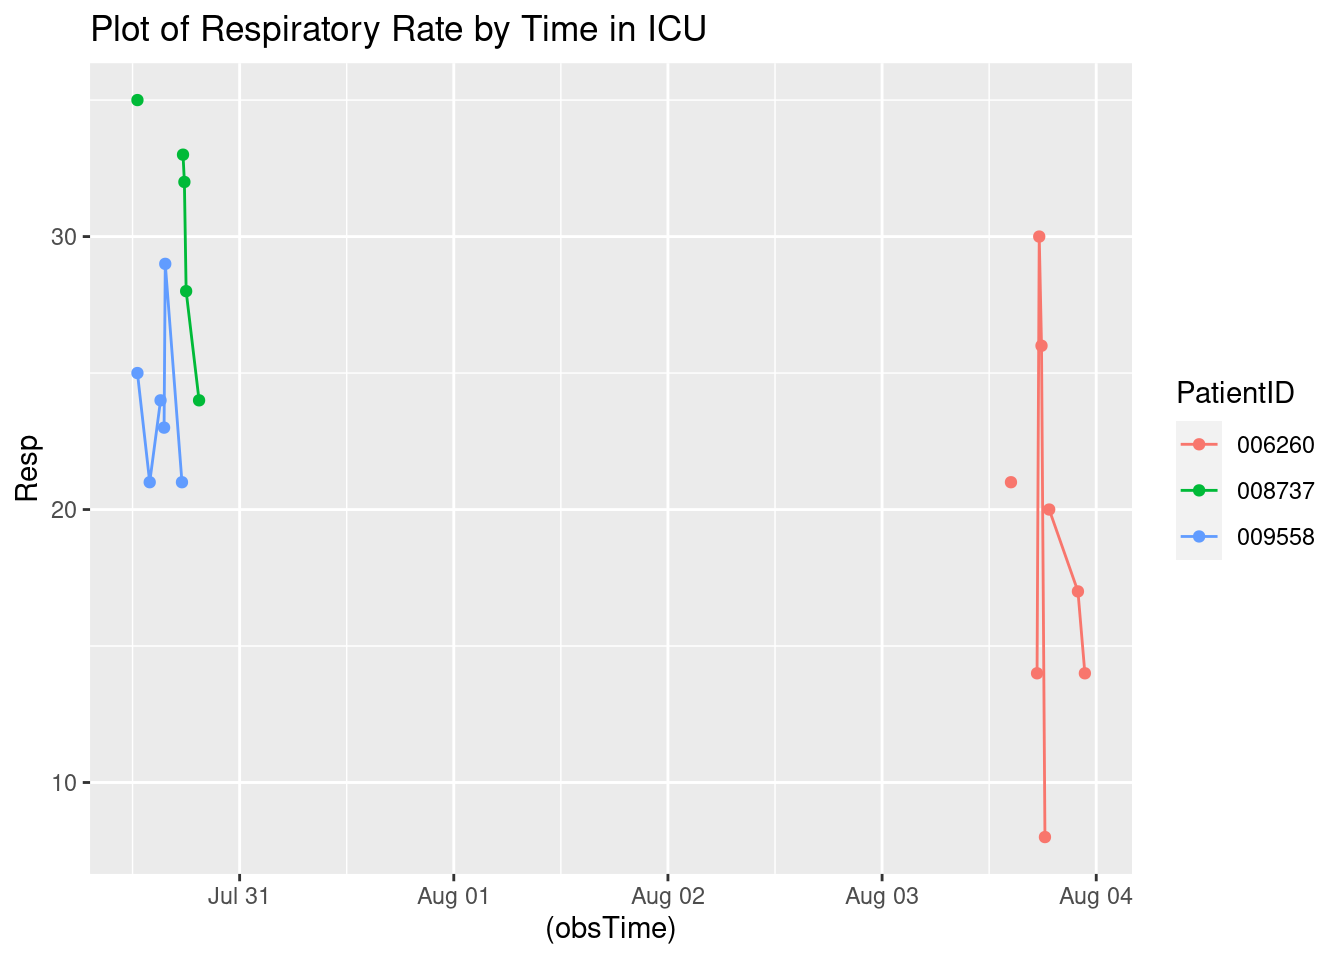 Plot of Respiratory Rate by Time in ICU
Resp
30
20
10
Jul 31
Aug 01
Aug 02
Aug 03
Aug 04
(obsTime)
PatientID
006260
008737
009558